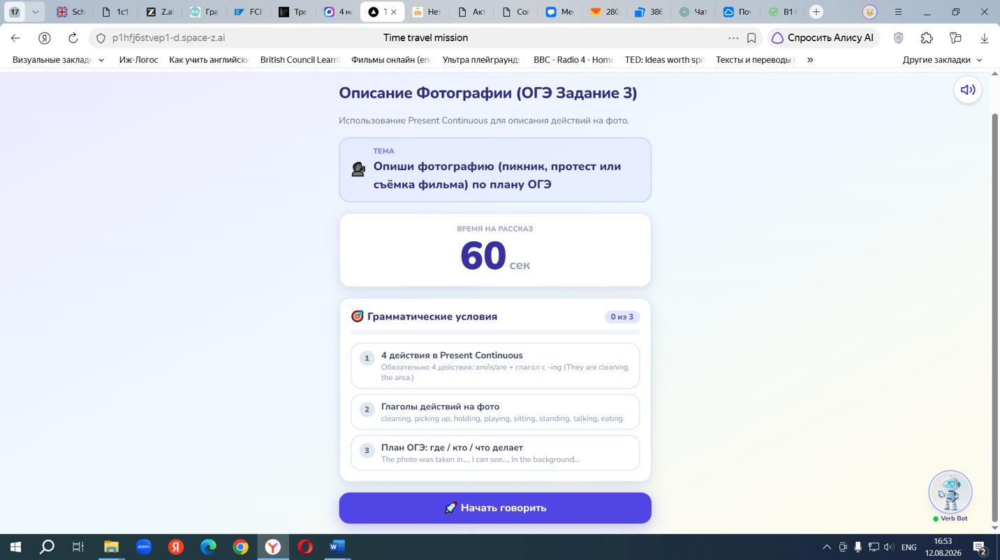 17
Sch
1c1
Z.ai
Гра
FCE
Тре
4 не
Т
Нет
Акт
Cor
Мес
280
386
Чат
Поч
B1
p1hfj6stvep1-d.space-z.ai
Time travel mission
Спросить Алису AI
Визуальные заклад
Иж-Логос
Как учить английски
British Council Learn
Фильмы онлайн (eng
Ультра плейграунд:
BBC - Radio 4 - Home
TED: Ideas worth spr
Тексты и переводы
»
Другие закладки
Описание Фотографии (ОГЭ Задание 3)
Использование Present Continuous для описания действий на фото.
ТЕМА
Опиши фотографию (пикник, протест или
съёмка фильма) по плану ОГЭ
ВРЕМЯ НА РАССКАЗ
60 сек
Грамматические условия
0 из 3
1
4 действия в Present Continuous
Обязательно 4 действия: am/is/are + глагол с -ing (They are cleaning
the area.)
2
Глаголы действий на фото
cleaning, picking up, holding, playing, sitting, standing, talking, eating
3
План ОГЭ: где / кто / что делает
The photo was taken in..., I can see..., In the background...
Начать говорить
Verb Bot
zoom
ENG
16:53
12.08.2026
2